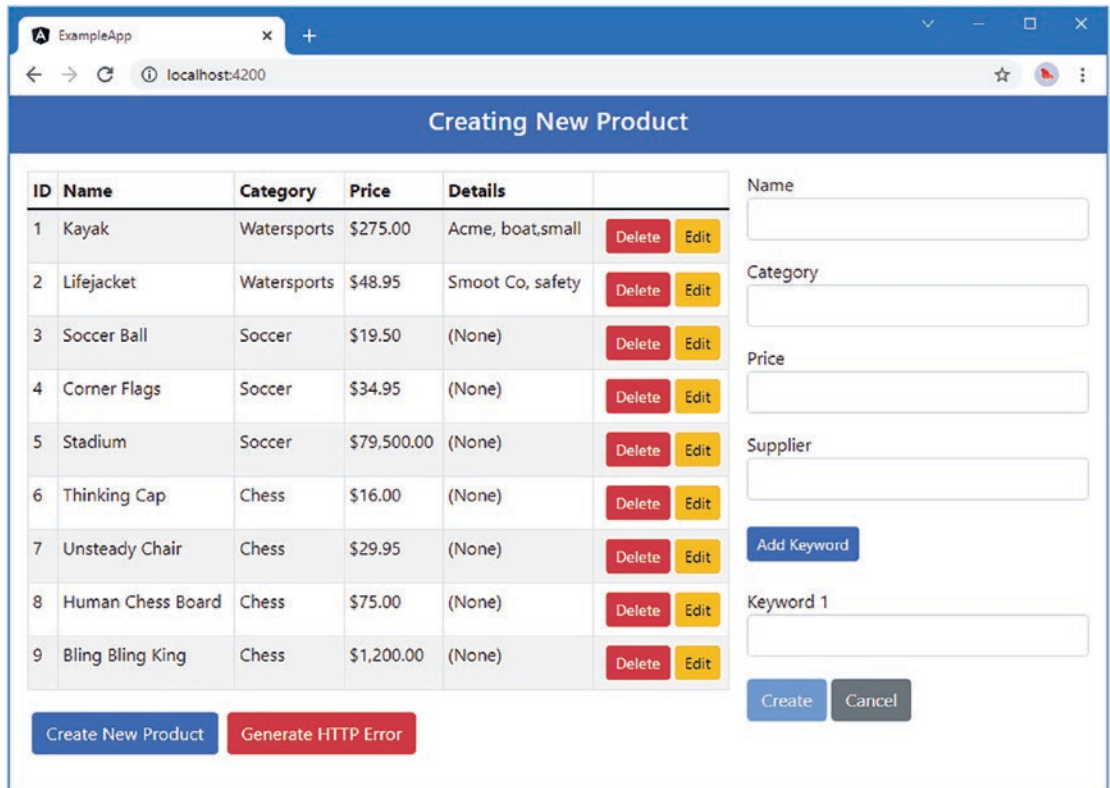 ExampleApp
localhost:4200
Creating New Product
ID Name Category Price Details
1 Kayak Watersports $275.00 Acme, boat,small Delete Edit
2 Lifejacket Watersports $48.95 Smoot Co, safety Delete Edit
3 Soccer Ball Soccer $19.50 (None) Delete Edit
4 Corner Flags Soccer $34.95 (None) Delete Edit
5 Stadium Soccer $79,500.00 (None) Delete Edit
6 Thinking Cap Chess $16.00 (None) Delete Edit
7 Unsteady Chair Chess $29.95 (None) Delete Edit
8 Human Chess Board Chess $75.00 (None) Delete Edit
9 Bling Bling King Chess $1,200.00 (None) Delete Edit
Create New Product Generate HTTP Error
Name
Category
Price
Supplier
Add Keyword
Keyword 1
Create Cancel